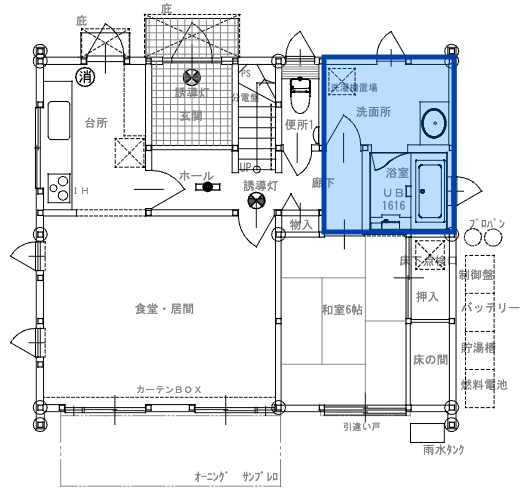 庇
庇
消
台所
誘導灯
玄関
PS
分電盤
便所1
洗濯機置場
洗面所
UP
ホール
誘導灯
廊下
浴室
UB
1616
IH
物入
プロパン
床下点検口
制御盤
食堂・居間
和室6帖
押入
バッテリー
床の間
貯湯槽
燃料電池
カーテンBOX
引違い戸
雨水タンク
オーニング サンブレロ